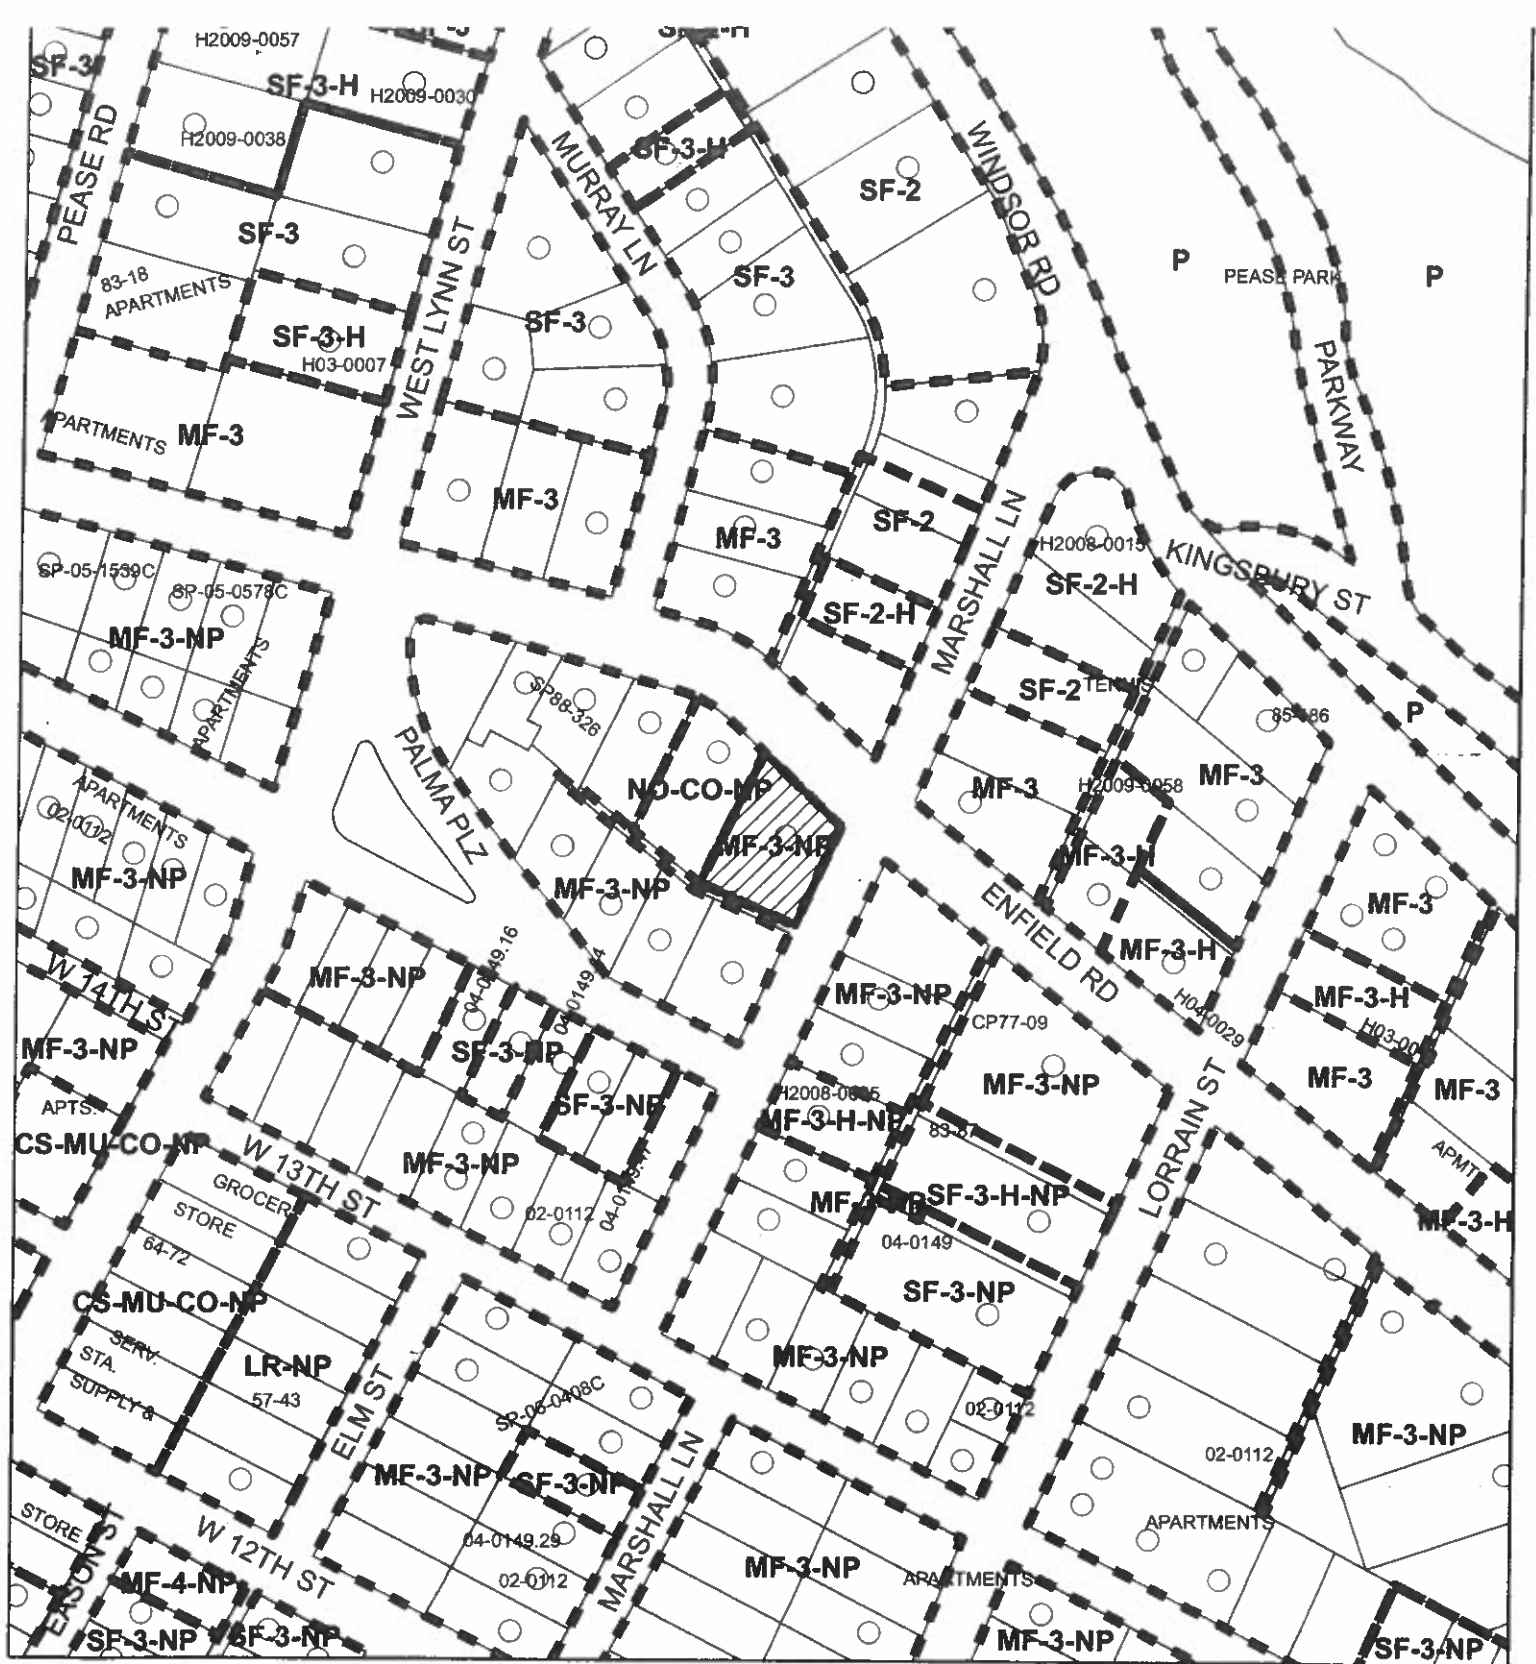 H2009-0057
SF-3
SF-3-H
H2009-0030
H2009-0038
PEASE RD
SF-3
83-18
APARTMENTS
SF-3-H
H03-0007
WEST LYNN ST
APARTMENTS
MF-3
MURRAY LN
SF-3-H
SF-3
SF-3
SF-2
WINDSOR RD
P
PEASE PARK
P
PARKWAY
MF-3
MF-3
SF-2
SF-2-H
MARSHALL LN
H2008-0015
SF-2-H
KINGSBURY ST
SP-05-1539C
SP-05-0578C
MF-3-NP
APARTMENTS
SP88-326
SF-2
TENNIS
85-186
P
PALMA PLZ
NO-CO-NP
MF-3
H2009-0058
MF-3
MF-3-NP
MF-3-NP
MF-3-H
APARTMENTS
02-0112
MF-3-NP
ENFIELD RD
MF-3-H
MF-3
W 14TH S
MF-3-NP
04-0149.16
MF-3-NP
CP77-09
H04-0029
MF-3-H
H03-00
MF-3-NP
APTS.
CS-MU-CO-NP
SF-3-NP
SF-3-NP
H2008-0005
MF-3-H-NP
MF-3-NP
83-87
MF-3
MF-3
APMT
MF-3-H
LORRAIN ST
W 13TH ST
GROCER
STORE
64-72
MF-3-NP
02-0112
SF-3-H-NP
04-0149
SF-3-NP
CS-MU-CO-NP
SERV.
STA.
SUPPLY &
LR-NP
57-43
ELM ST
MF-3-NP
02-0112
SP-06-0408C
MF-3-NP
SF-3-NP
04-0149.29
02-0112
MARSHALL LN
MF-3-NP
02-0112
APARTMENTS
MF-3-NP
STORE
EASON ST
W 12TH ST
MF-4-NP
SF-3-NP
SF-3-NP
MF-3-NP
APARTMENTS
MF-3-NP
SF-3-NP